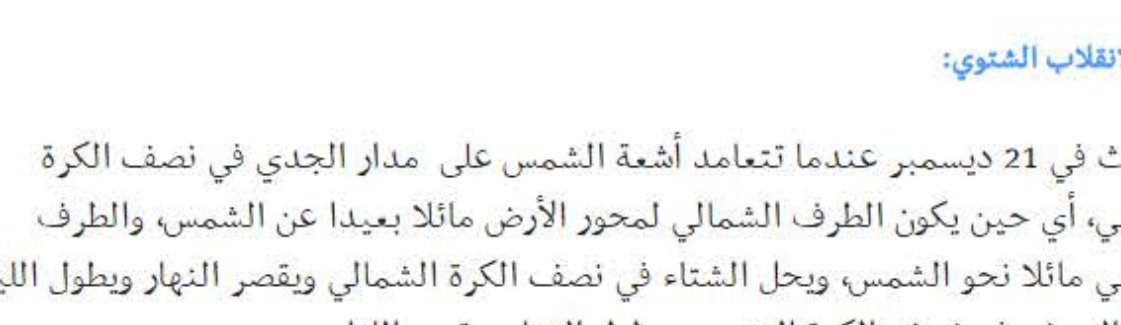 الشتوي:
في 21 ديسمبر عندما تتعامد أشعة الشمس على مدار الجدي في نصف الكرة
أي حين يكون الطرف الشمالي لمحور الأرض مائلا بعيدا عن الشمس، والطرف
مائلا نحو الشمس، ويحل الشتاء في نصف الكرة الشمالي ويقصر النهار ويطول